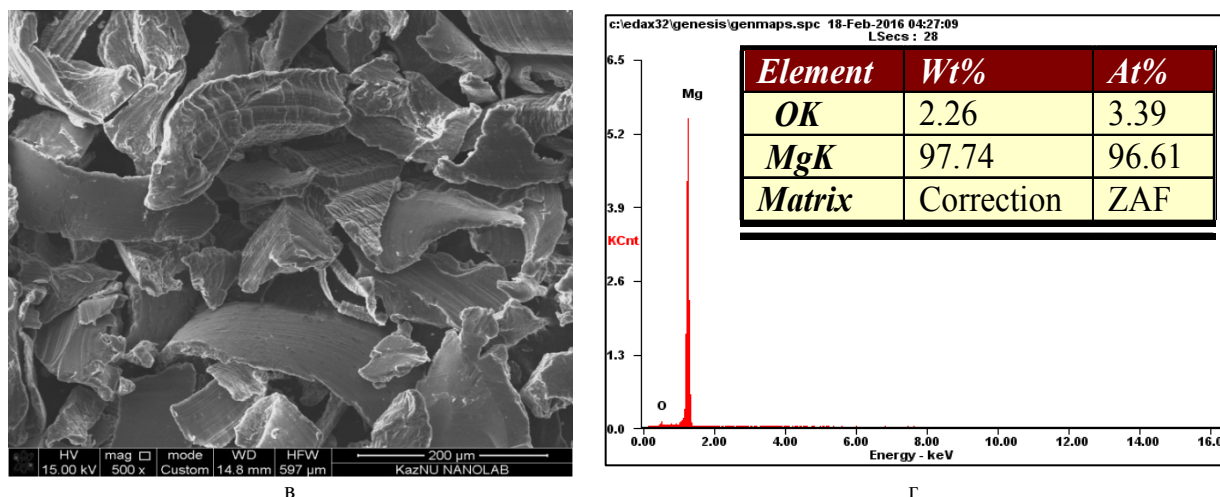 HV mag □ mode WD HFW 200 µm
15.00 kV 500 x Custom 14.8 mm 597 µm KazNU NANOLAB
в
c:\edax32\genesis\genmaps.spc 18-Feb-2016 04:27:09
LSecs : 28
Element Wt% At%
OK 2.26 3.39
MgK 97.74 96.61
Matrix Correction ZAF
6.5
5.2
3.9
KCnt
2.6
1.3
0.0
Mg
O
0.00 2.00 4.00 6.00 8.00 10.00 12.00 14.00 16.0
Energy - keV
г